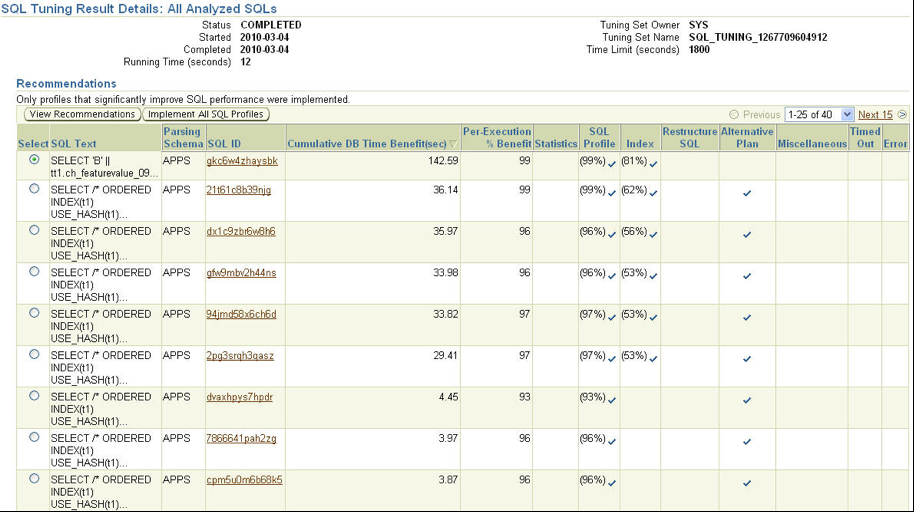 SQL Tuning Result Details: All Analyzed SQLs
Status COMPLETED
Started 2010-03-04
Completed 2010-03-04
Running Time (seconds) 12
Tuning Set Owner SYS
Tuning Set Name SQL_TUNING_1267709604912
Time Limit (seconds) 1800
Recommendations
Only profiles that significantly improve SQL performance were implemented.
View Recommendations Implement All SQL Profiles Previous 1-25 of 40 Next 15
Select SQL Text Parsing Schema SQL ID Cumulative DB Time Benefit(sec) Per-Execution % Benefit Statistics SQL Profile Index Restructure SQL Alternative Plan Miscellaneous Timed Out Error
SELECT 'B' || APPS gkc6w4zhaysbk 142.59 99 (99%) (81%)
tt1.ch_featurevalue_09...
SELECT /* ORDERED APPS 21t61c8b39njg 36.14 99 (99%) (62%)
INDEX(t1)
USE_HASH(t1)...
SELECT /* ORDERED APPS dx1c9zbr6w8h6 35.97 96 (96%) (56%)
INDEX(t1)
USE_HASH(t1)...
SELECT /* ORDERED APPS gfw9mbv2h44ns 33.98 96 (96%) (53%)
INDEX(t1)
USE_HASH(t1)...
SELECT /* ORDERED APPS 94jmd58x6ch6d 33.82 97 (97%) (53%)
INDEX(t1)
USE_HASH(t1)...
SELECT /* ORDERED APPS 2pg3srqh3qasz 29.41 97 (97%) (53%)
INDEX(t1)
USE_HASH(t1)...
SELECT /* ORDERED APPS dvaxhpys7hpdr 4.45 93 (93%)
INDEX(t1)
USE_HASH(t1)...
SELECT /* ORDERED APPS 7866641pah2zg 3.97 96 (96%)
INDEX(t1)
USE_HASH(t1)...
SELECT /* ORDERED APPS cpm5u0m6b68k5 3.87 96 (96%)
INDEX(t1)
USE_HASH(t1)...